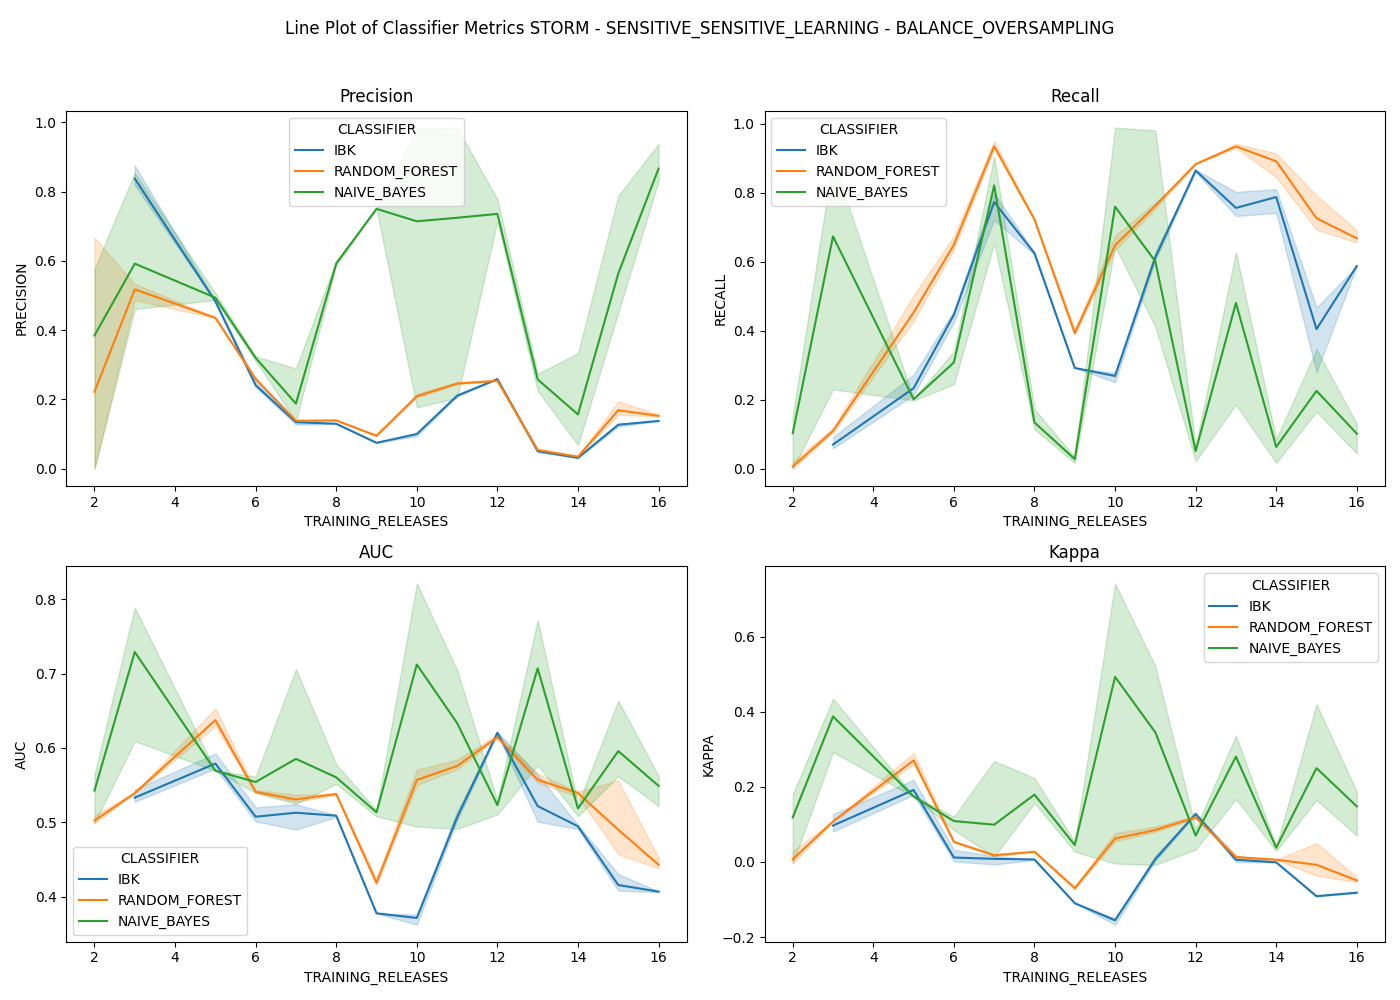 Line Plot of Classifier Metrics STORM - SENSITIVE_SENSITIVE_LEARNING - BALANCE_OVERSAMPLING
Precision
1.0
0.8
0.6
0.4
0.2
0.0
PRECISION
CLASSIFIER
IBK
RANDOM_FOREST
NAIVE_BAYES
2 4 6 8 10 12 14 16
TRAINING_RELEASES
Recall
1.0
0.8
0.6
0.4
0.2
0.0
RECALL
CLASSIFIER
IBK
RANDOM_FOREST
NAIVE_BAYES
2 4 6 8 10 12 14 16
TRAINING_RELEASES
AUC
0.8
0.7
0.6
0.5
0.4
AUC
CLASSIFIER
IBK
RANDOM_FOREST
NAIVE_BAYES
2 4 6 8 10 12 14 16
TRAINING_RELEASES
Kappa
0.6
0.4
0.2
0.0
−0.2
KAPPA
CLASSIFIER
IBK
RANDOM_FOREST
NAIVE_BAYES
2 4 6 8 10 12 14 16
TRAINING_RELEASES